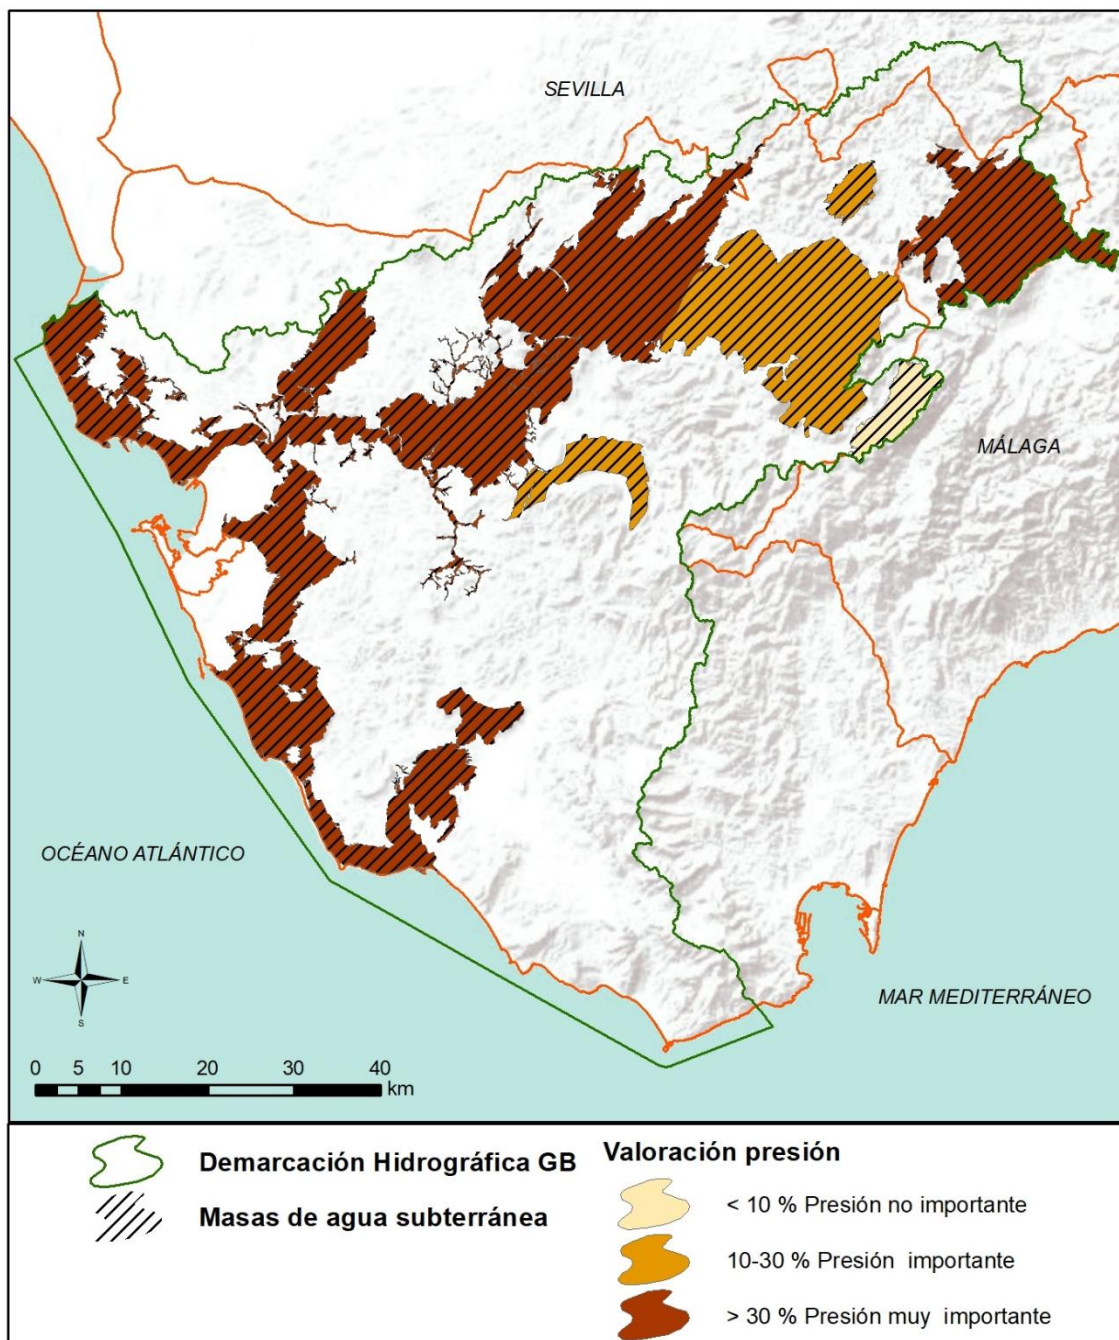 SEVILLA
MÁLAGA
OCÉANO ATLÁNTICO
N
W E
S
MAR MEDITERRÁNEO
0 5 10 20 30 40
km
Demarcación Hidrográfica GB
Masas de agua subterránea
Valoración presión
< 10 % Presión no importante
10-30 % Presión importante
> 30 % Presión muy importante